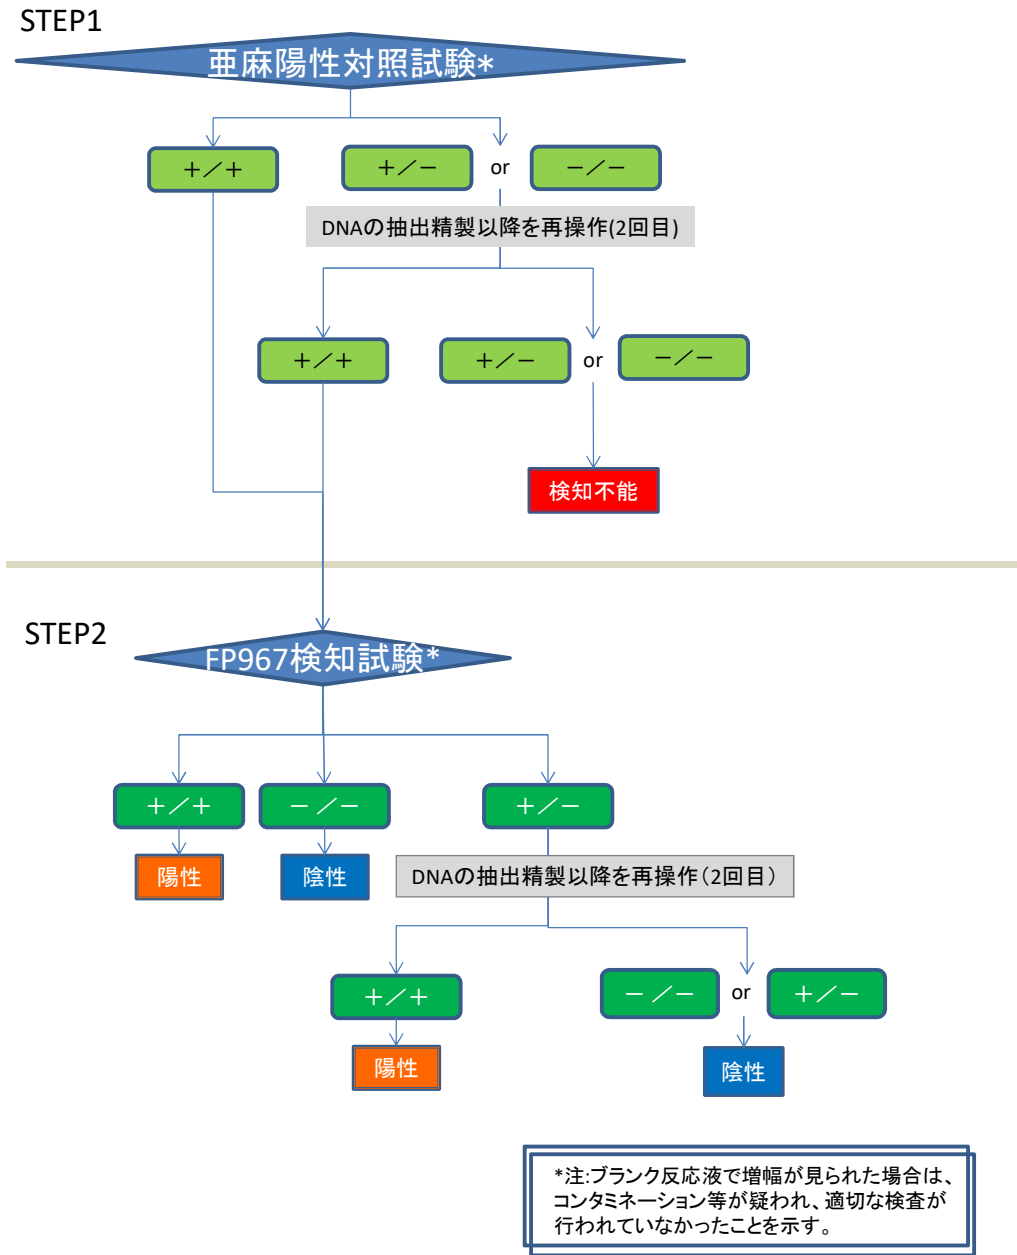 STEP1
亜麻陽性対照試験*
＋／＋
＋／－
or
－／－
DNAの抽出精製以降を再操作(2回目)
＋／＋
＋／－
or
－／－
検知不能
STEP2
FP967検知試験*
＋／＋
－／－
＋／－
陽性
陰性
DNAの抽出精製以降を再操作（2回目）
＋／＋
－／－
or
＋／－
陽性
陰性
*注:ブランク反応液で増幅が見られた場合は、
コンタミネーション等が疑われ、適切な検査が
行われていなかったことを示す。